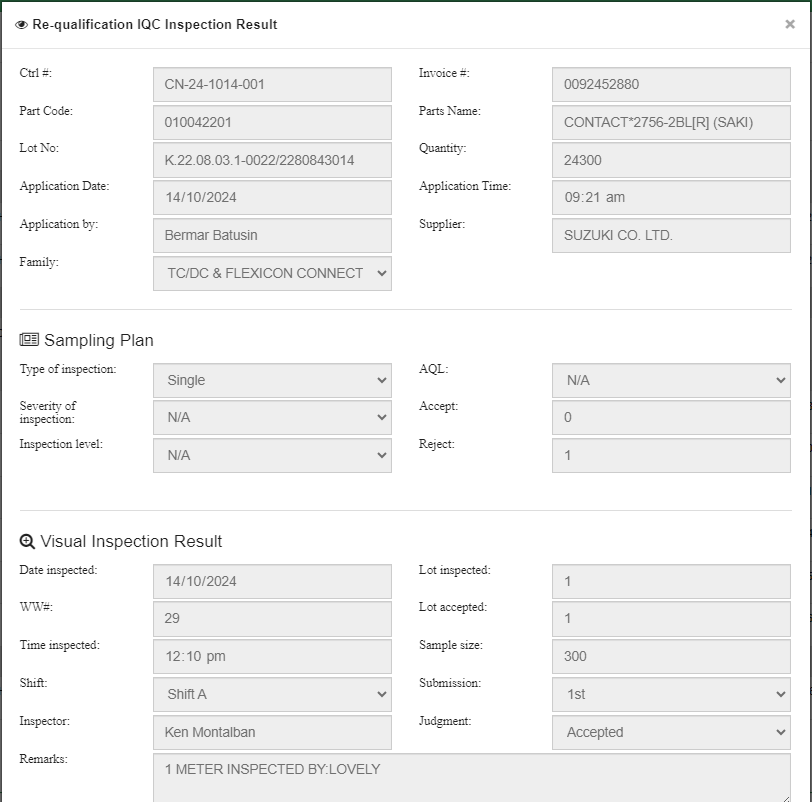 Re-qualification IQC Inspection Result
Ctrl #: CN-24-1014-001 Invoice #: 0092452880
Part Code: 010042201 Parts Name: CONTACT*2756-2BL[R] (SAKI)
Lot No: K.22.08.03.1-0022/2280843014 Quantity: 24300
Application Date: 14/10/2024 Application Time: 09:21 am
Application by: Bermar Batusin Supplier: SUZUKI CO. LTD.
Family: TC/DC & FLEXICON CONNECT
Sampling Plan
Type of inspection: Single AQL: N/A
Severity of inspection: N/A Accept: 0
Inspection level: N/A Reject: 1
Visual Inspection Result
Date inspected: 14/10/2024 Lot inspected: 1
WW#: 29 Lot accepted: 1
Time inspected: 12:10 pm Sample size: 300
Shift: Shift A Submission: 1st
Inspector: Ken Montalban Judgment: Accepted
Remarks: 1 METER INSPECTED BY:LOVELY